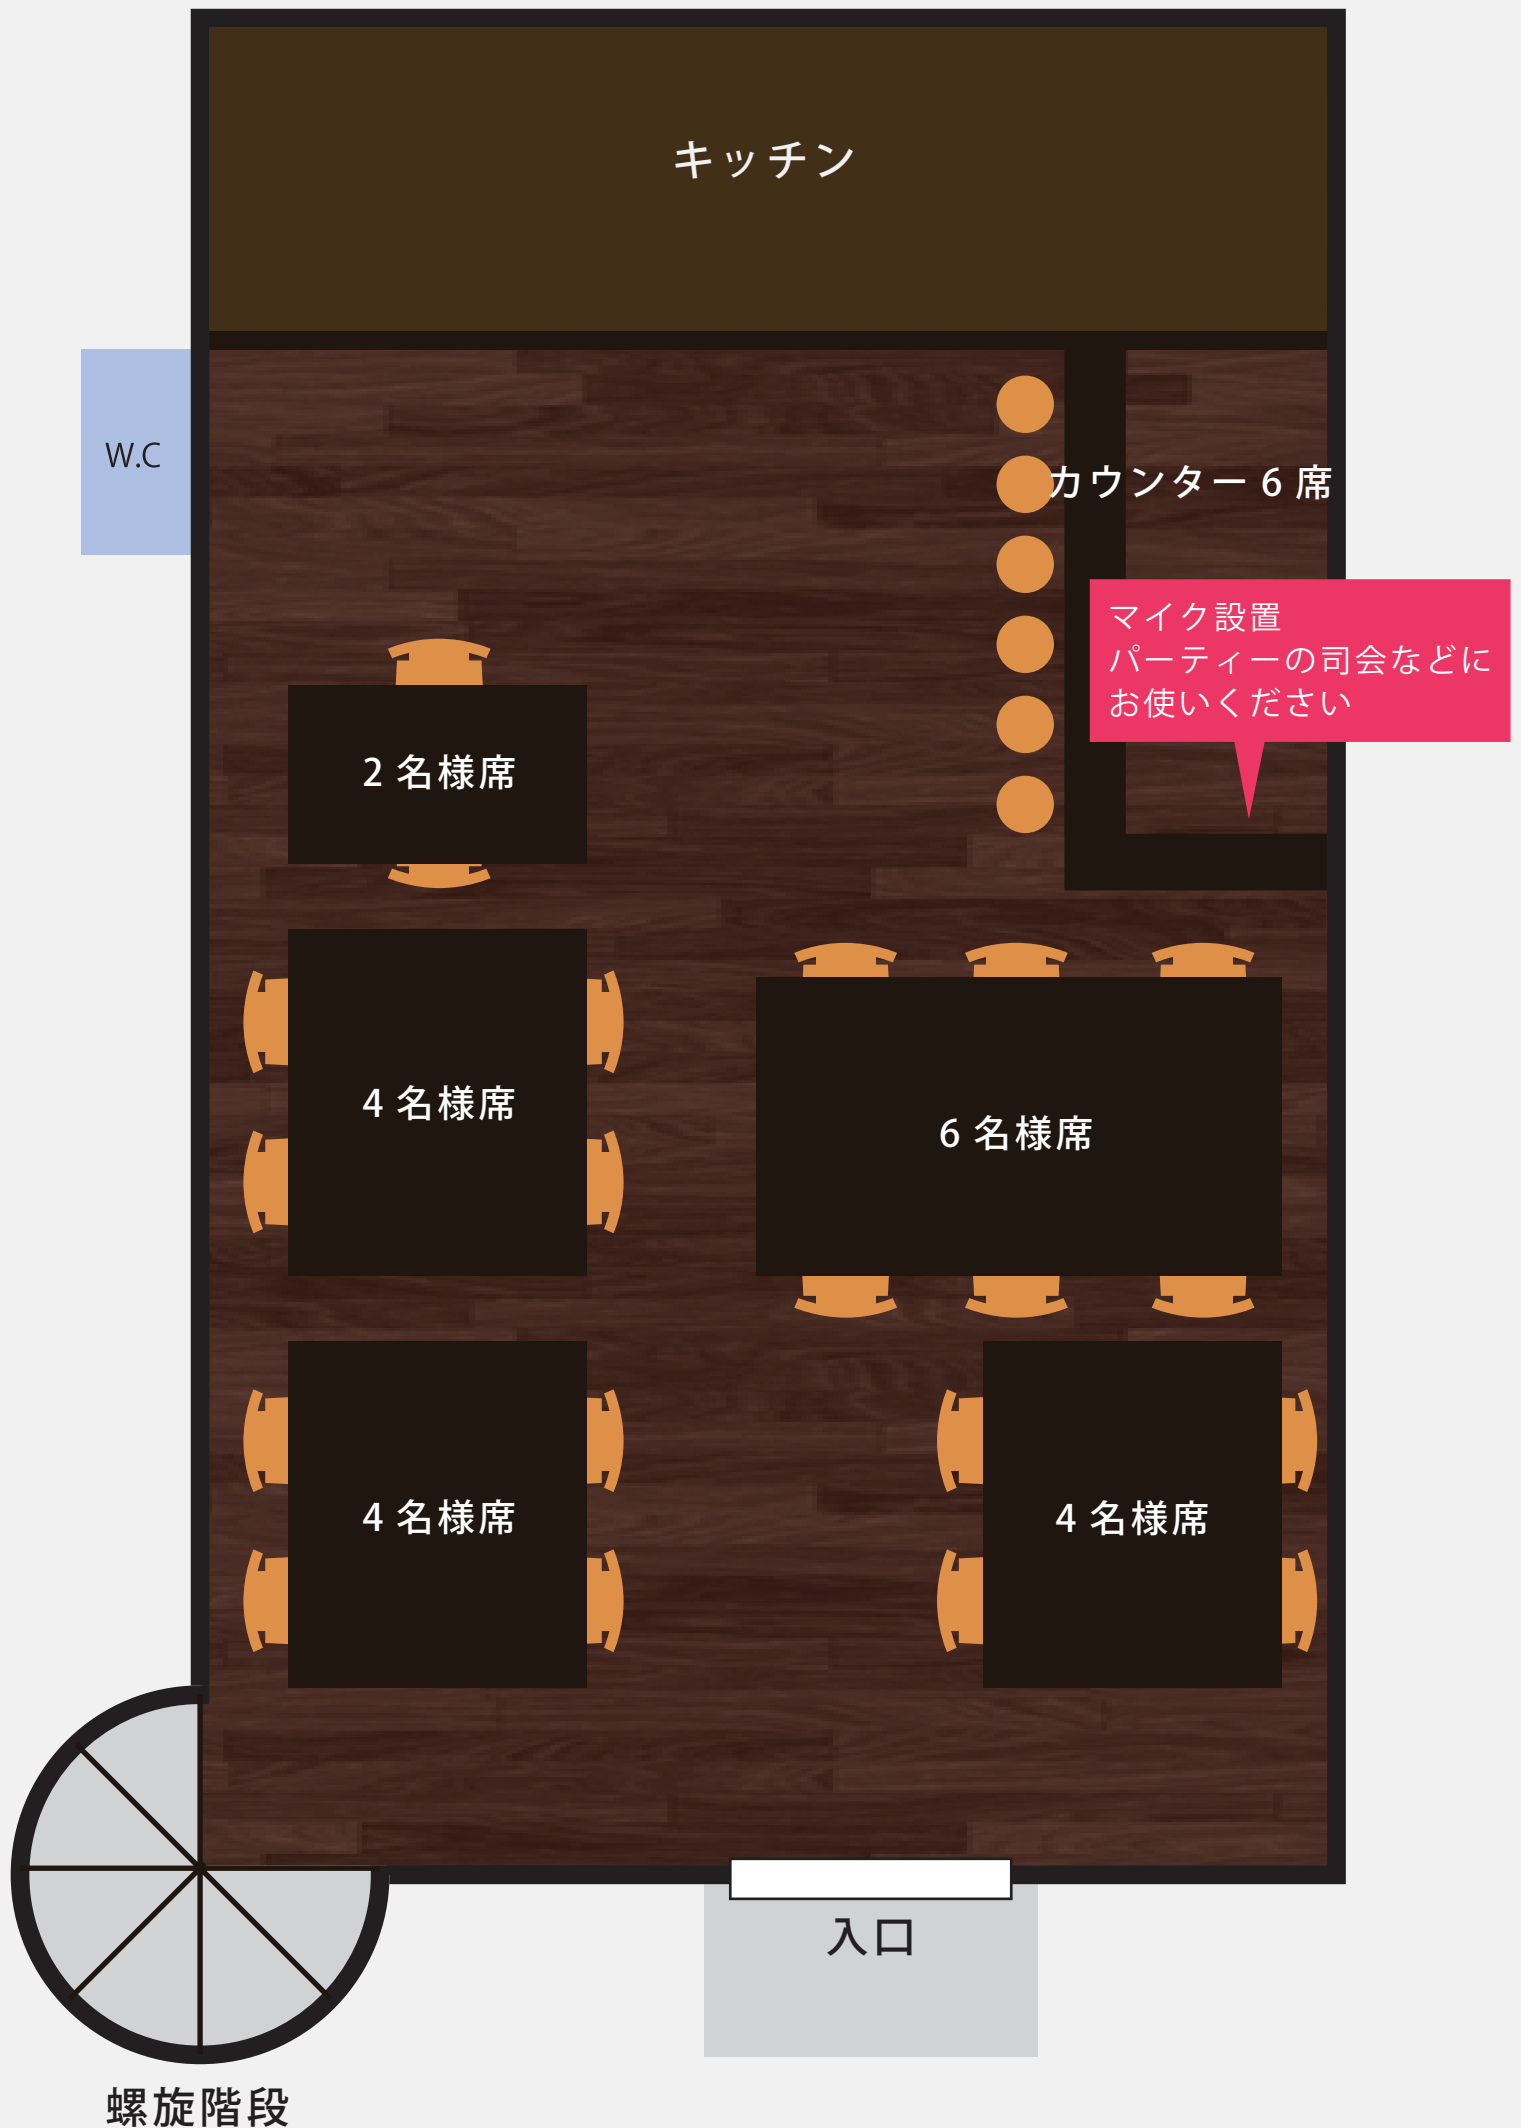 キッチン
W.C
カウンター 6 席
マイク設置
パーティーの司会などに
お使いください
2 名様席
4 名様席
6 名様席
4 名様席
4 名様席
入口
螺旋階段